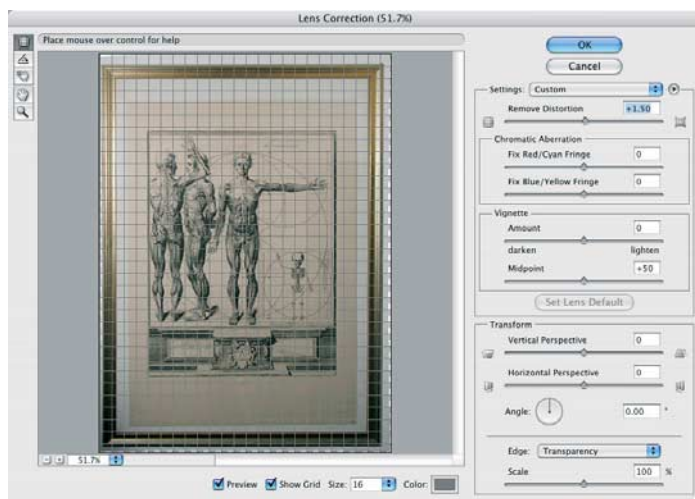 Lens Correction (51.7%)
Place mouse over control for help
OK
Cancel
Settings: Custom
Remove Distortion +1.50
Chromatic Aberration
Fix Red/Cyan Fringe 0
Fix Blue/Yellow Fringe 0
Vignette
Amount 0
darken lighten
Midpoint +50
Set Lens Default
Transform
Vertical Perspective 0
Horizontal Perspective 0
Angle: 0.00 °
Edge: Transparency
Scale 100 %
- + 51.7%
Preview Show Grid Size: 16 Color: